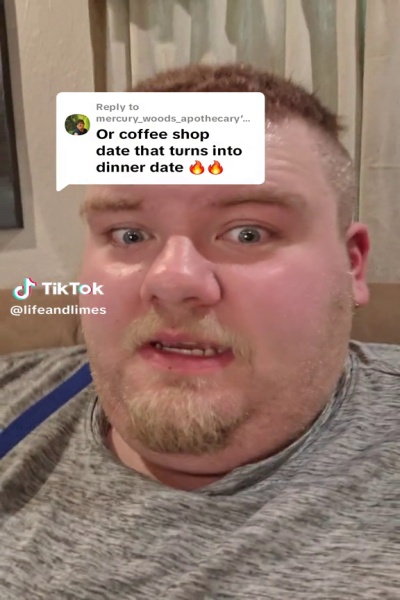 Reply to
mercury_woods_apothecary'...
Or coffee shop
date that turns into
dinner date 🔥🔥
TikTok
@lifeandlimes